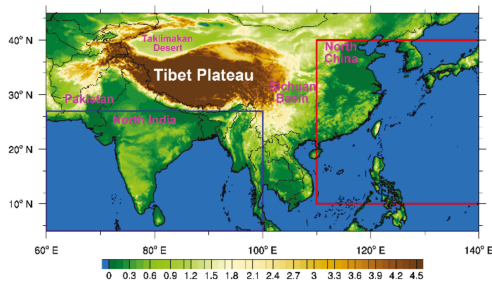 40° N
Taklimakan
Desert
North
China
Tibet Plateau
Sichuan
Basin
30° N
Pakistan
North India
20° N
10° N
60° E
80° E
100° E
120° E
140° E
0 0.3 0.6 0.9 1.2 1.5 1.8 2.1 2.4 2.7 3 3.3 3.6 3.9 4.2 4.5